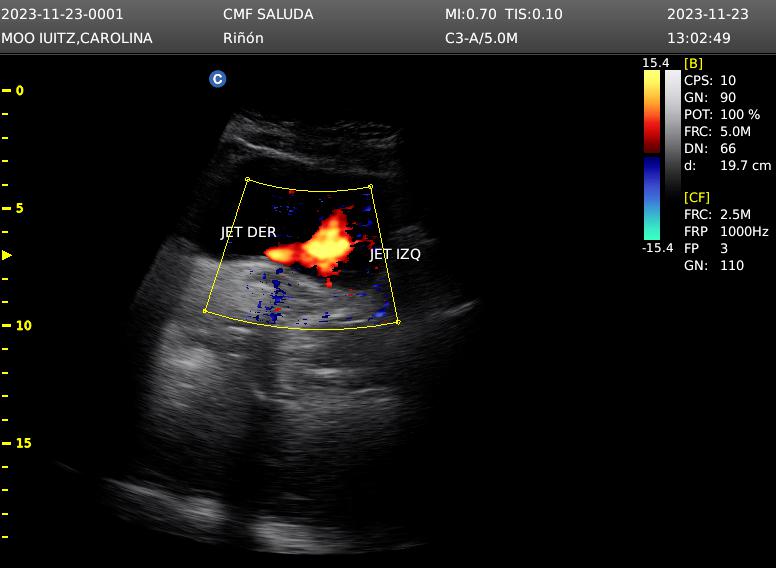 2023-11-23-0001 CMF SALUDA MI:0.70 TIS:0.10 2023-11-23
MOO IUITZ,CAROLINA Riñón C3-A/5.0M 13:02:49
C
15.4 [B]
CPS: 10
GN: 90
POT: 100 %
FRC: 5.0M
DN: 66
d: 19.7 cm
[CF]
FRC: 2.5M
FRP 1000Hz
FP 3
GN: 110
-15.4
0
5
10
15
JET DER
JET IZQ